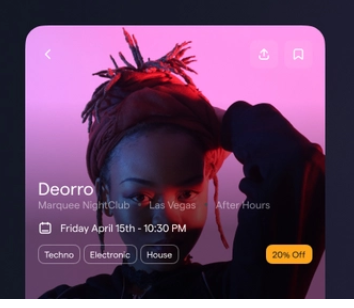 Deorro
Marquee NightClub Las Vegas After Hours
Friday April 15th - 10:30 PM
Techno Electronic House 20% Off